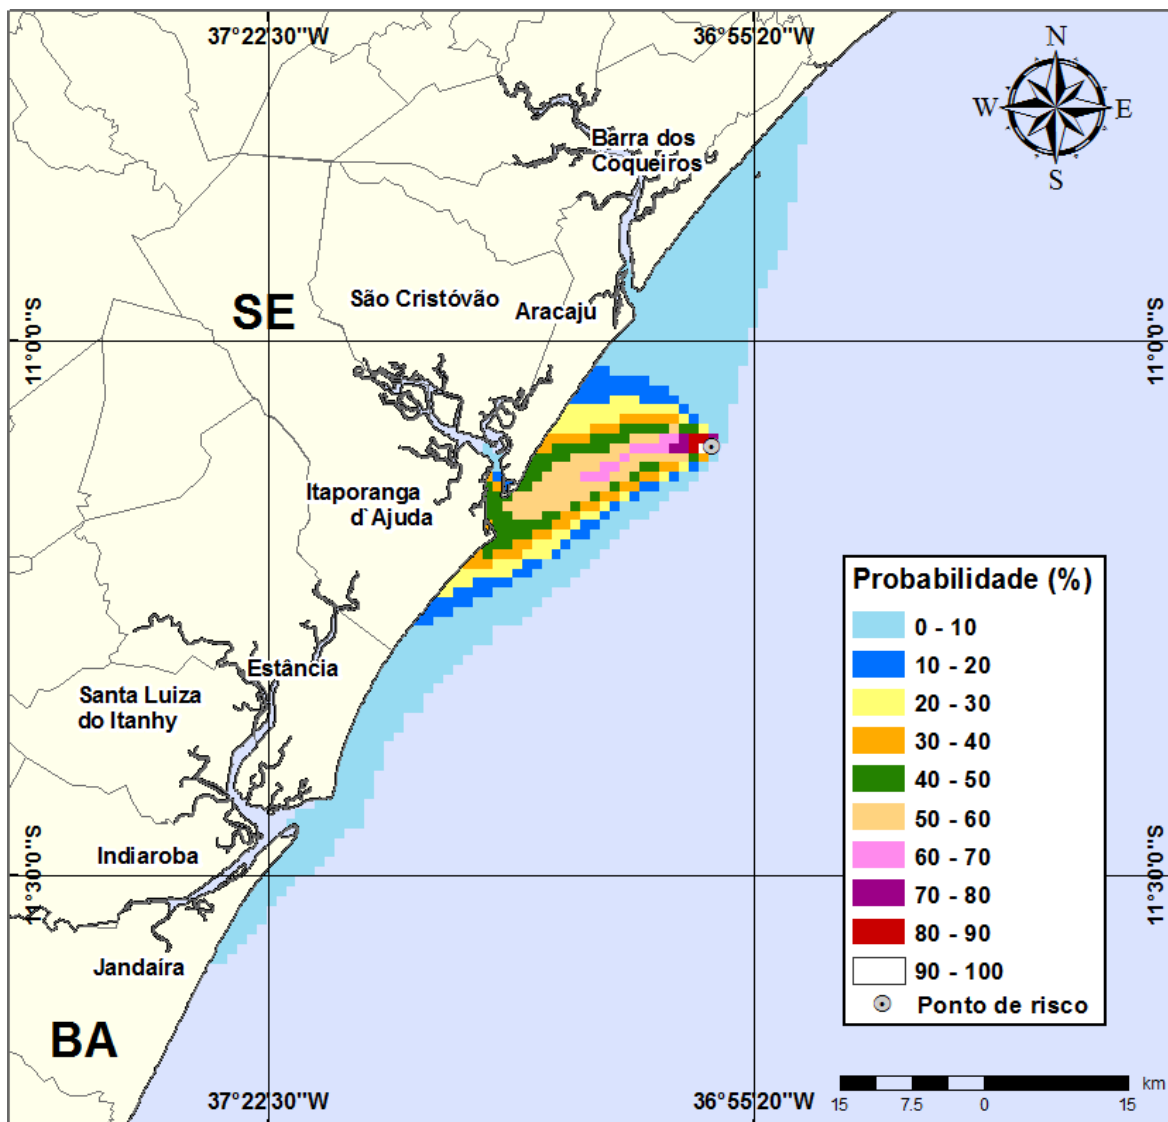 37°22'30"W
36°55'20"W
N
W
E
S
Barra dos
Coqueiros
SE
São Cristóvão
Aracaju
11°0'0"S
11°0'0"S
Itaporanga
d`Ajuda
Estância
Santa Luiza
do Itanhy
Indiaroba
11°30'0"S
11°30'0"S
Jandaíra
BA
Probabilidade (%)
0 - 10
10 - 20
20 - 30
30 - 40
40 - 50
50 - 60
60 - 70
70 - 80
80 - 90
90 - 100
Ponto de risco
37°22'30"W
36°55'20"W
km
15 7.5 0 15